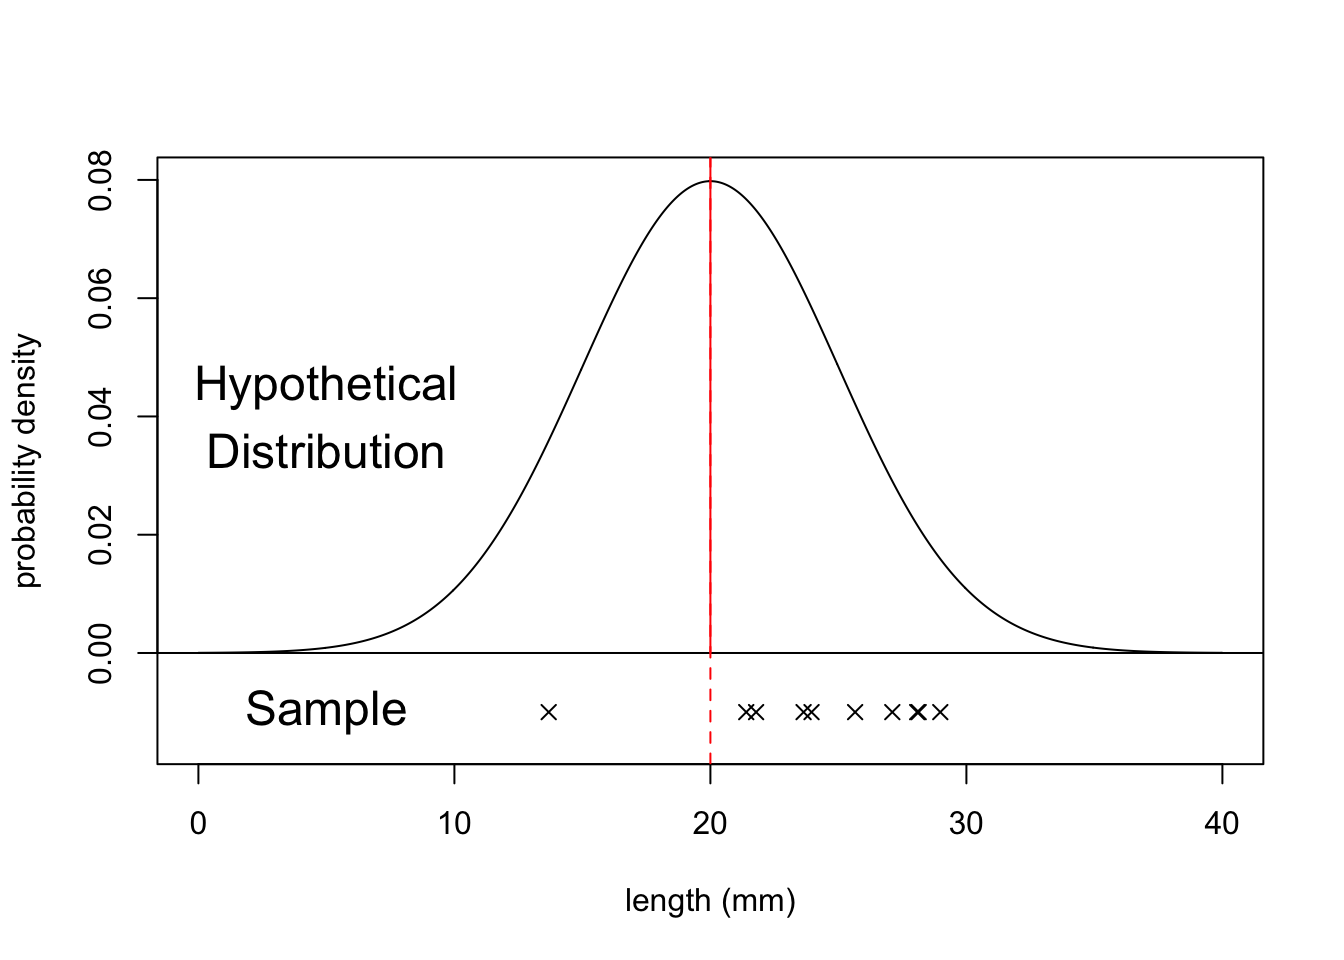 0.08
0.06
0.04
0.02
0.00
probability density
Hypothetical
Distribution
Sample
0 10 20 30 40
length (mm)